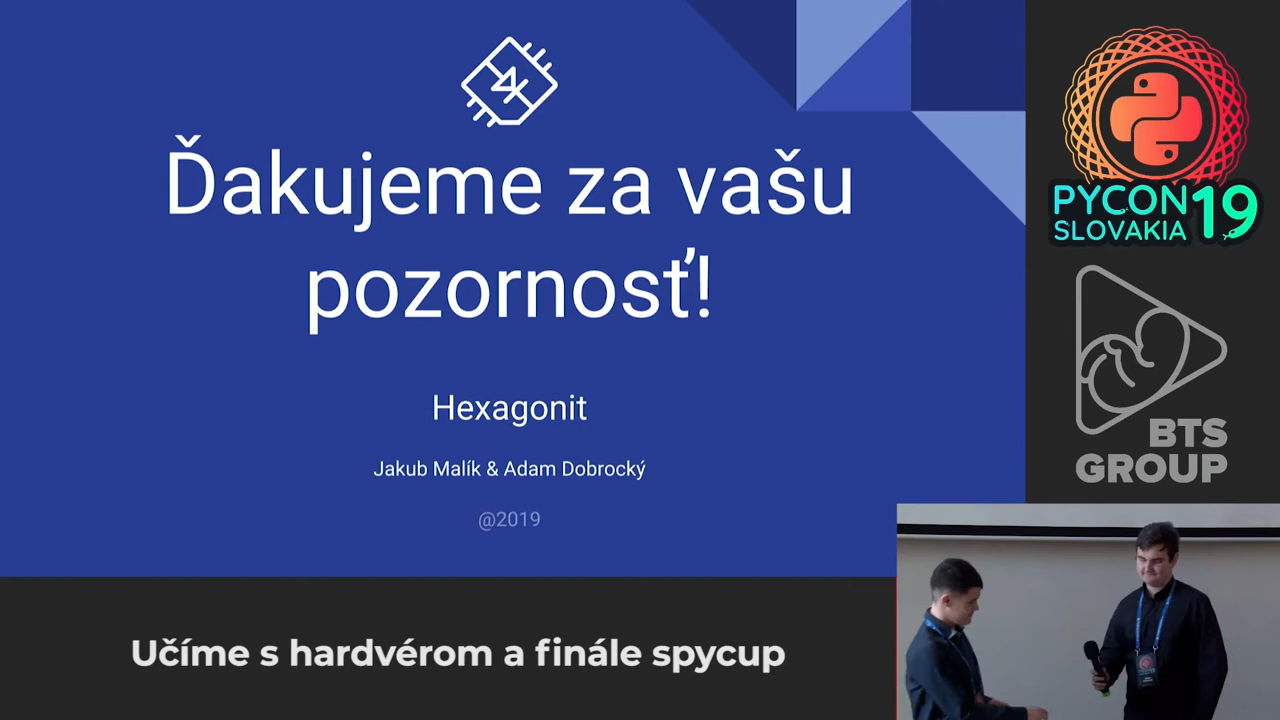 Ďakujeme za vašu
pozornosť!
Hexagonit
Jakub Malík & Adam Dobrocký
@2019
PYCON
SLOVAKIA
19
BTS
GROUP
Učíme s hardvérom a finále spycup